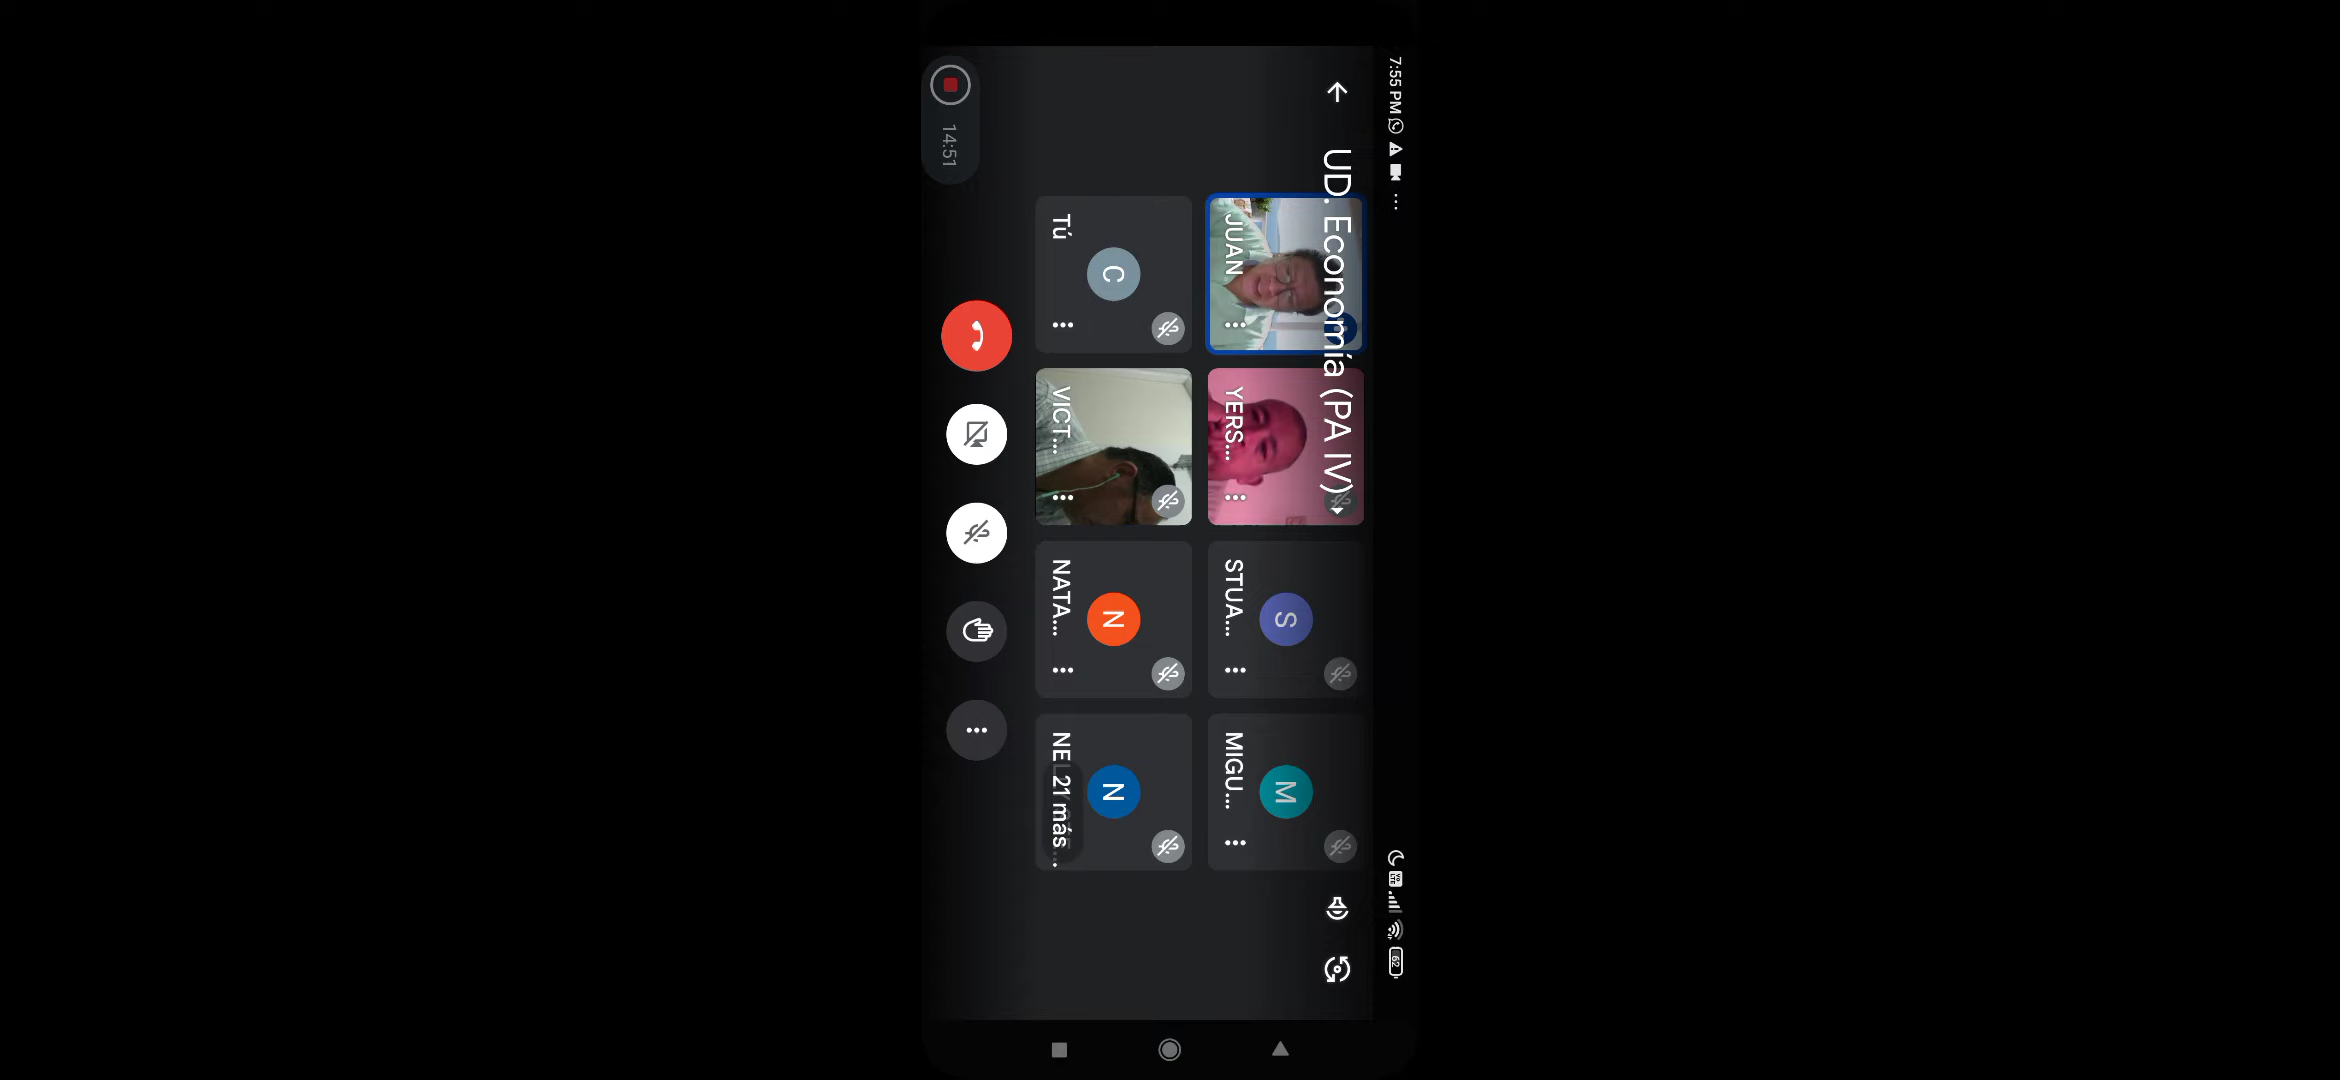 7:55 PM
62
UD. Economía (PA IV)
JUAN
YERS...
S
STUA...
M
MIGU...
C
Tú
VICT...
N
NATA...
N
NE
21 más
14:51